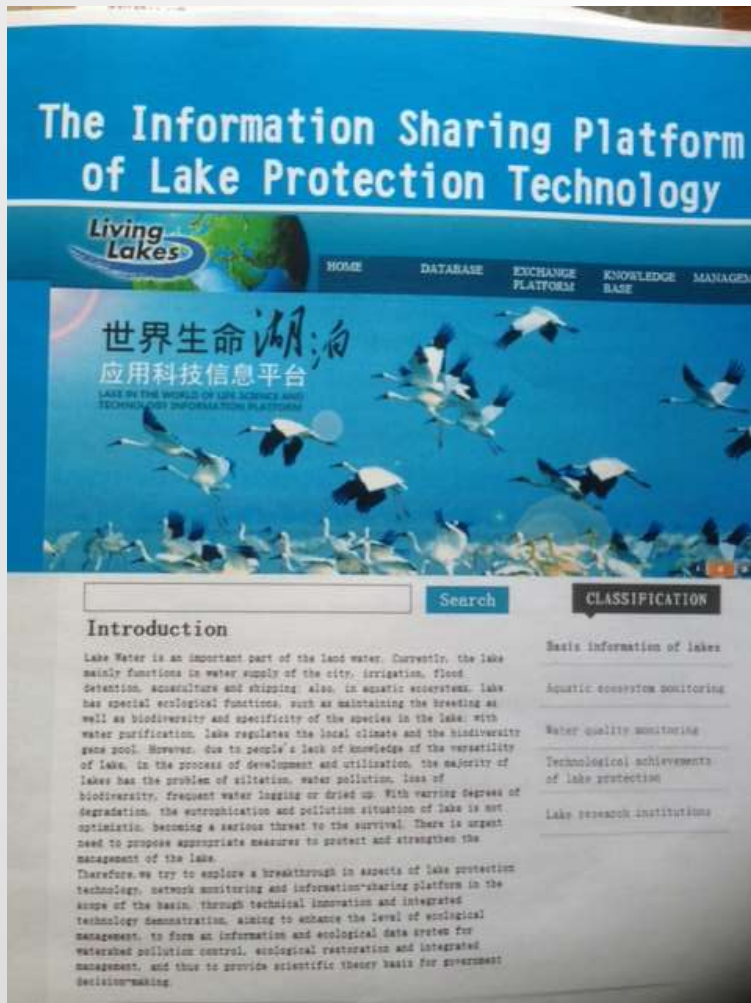 The Information Sharing Platform
of Lake Protection Technology
Living
Lakes
HOME
DATABASE
EXCHANGE
PLATFORM
KNOWLEDGE
BASE
MANAGEM
世界生命湖泊
应用科技信息平台
LAKE IN THE WORLD OF LIFE SCIENCE AND
TECHNOLOGY INFORMATION PLATFORM
Search
Introduction
Lake Water is an important part of the land water. Currently, the lake
mainly functions in water supply of the city, irrigation, flood
detention, aquaculture and shipping; also, in aquatic ecosystems, lake
has special ecological functions, such as maintaining the breeding as
well as biodiversity and specificity of the species in the lake; with
water purification, lake regulates the local climate and the biodiversity
gene pool. However, due to people's lack of knowledge of the versatility
of lake, in the process of development and utilization, the majority of
lakes has the problem of siltation, water pollution, loss of
biodiversity, frequent water logging or dried up. With varying degrees of
degradation, the eutrophication and pollution situation of lake is not
optimistic, becoming a serious threat to the survival. There is urgent
need to propose appropriate measures to protect and strengthen the
management of the lake.
Therefore,we try to explore a breakthrough in aspects of lake protection
technology, network monitoring and information-sharing platform in the
scope of the basin, through technical innovation and integrated
technology demonstration, aiming to enhance the level of ecological
management, to form an information and ecological data system for
watershed pollution control, ecological restoration and integrated
management, and thus to provide scientific theory basis for government
decision-making.
CLASSIFICATION
Basis information of lakes
Aquatic ecosystem monitoring
Water quality monitoring
Technological achievements
of lake protection
Lake research institutions